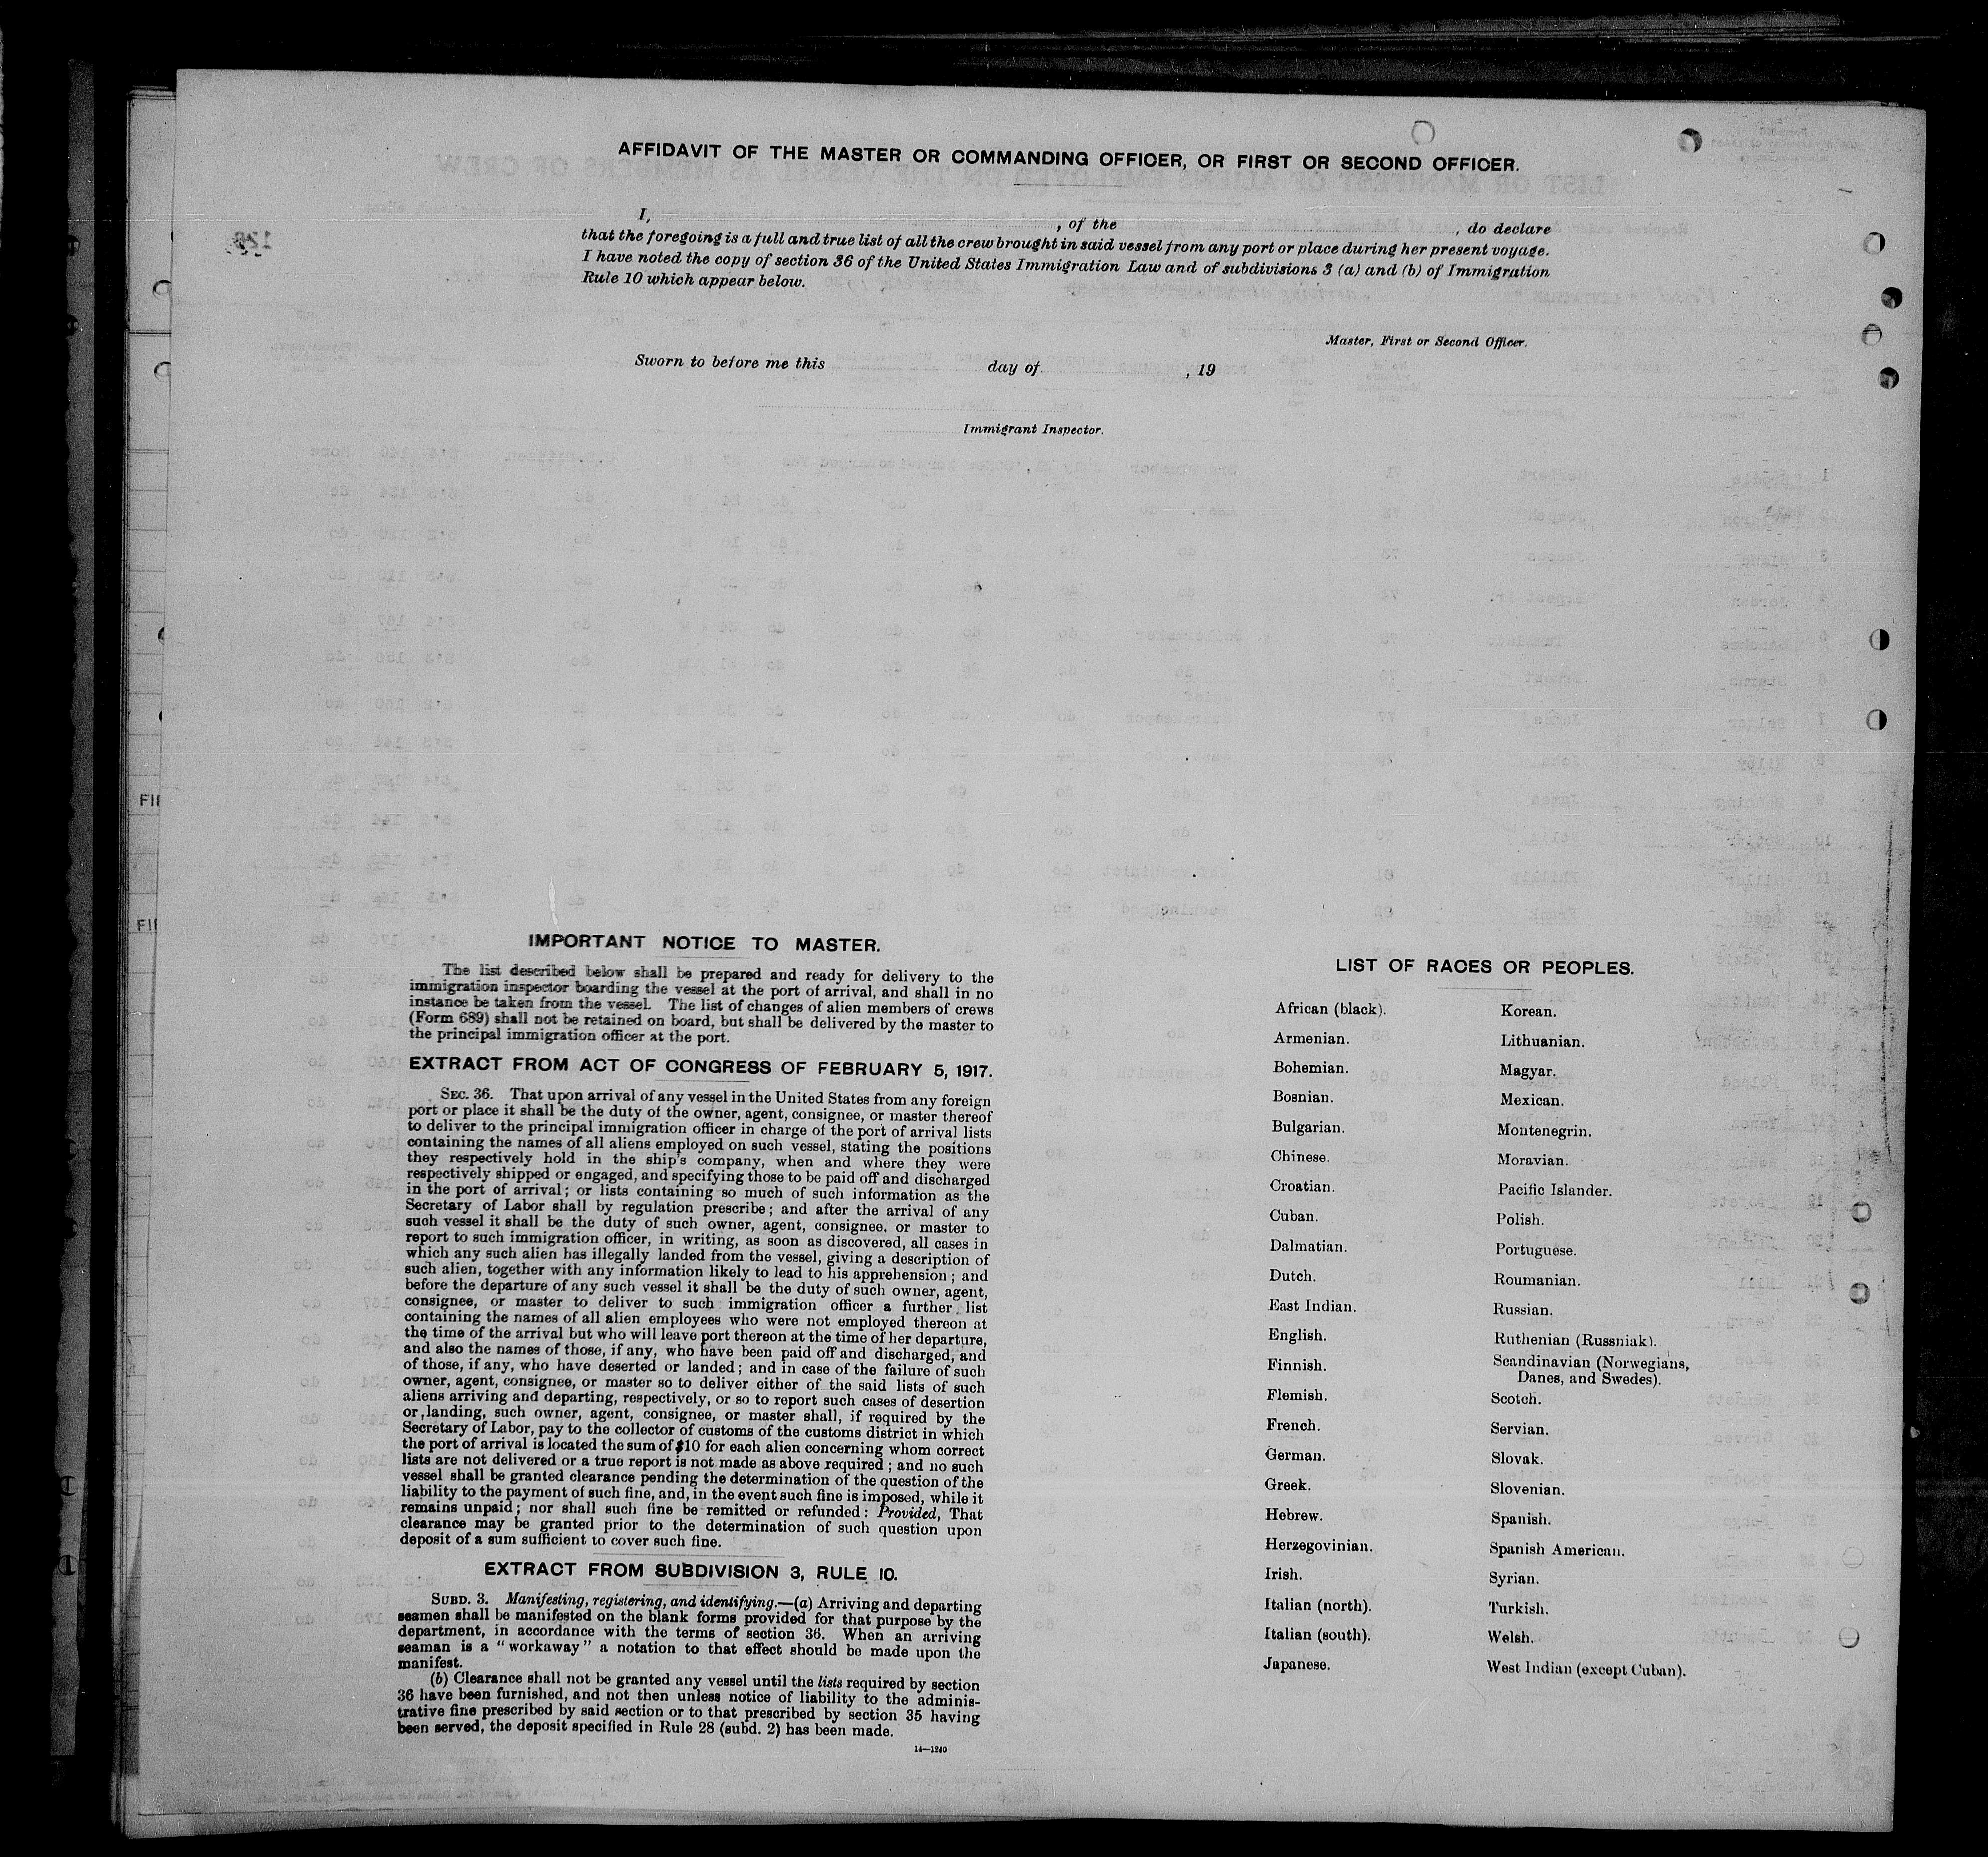 AFFIDAVIT OF THE MASTER OR COMMANDING OFFICER, OR FIRST OR SECOND OFFICER.
I, , of the , do declare
that the foregoing is a full and true list of all the crew brought in said vessel from any port or place during her present voyage.
I have noted the copy of section 36 of the United States Immigration Law and of subdivisions 3 (a) and (b) of Immigration
Rule 10 which appear below.
Master, First or Second Officer.
Sworn to before me this day of , 19
Immigrant Inspector.
IMPORTANT NOTICE TO MASTER.
The list described below shall be prepared and ready for delivery to the
immigration inspector boarding the vessel at the port of arrival, and shall in no
instance be taken from the vessel. The list of changes of alien members of crews
(Form 689) shall not be retained on board, but shall be delivered by the master to
the principal immigration officer at the port.
EXTRACT FROM ACT OF CONGRESS OF FEBRUARY 5, 1917.
SEC. 36. That upon arrival of any vessel in the United States from any foreign
port or place it shall be the duty of the owner, agent, consignee, or master thereof
to deliver to the principal immigration officer in charge of the port of arrival lists
containing the names of all aliens employed on such vessel, stating the positions
they respectively hold in the ship's company, when and where they were
respectively shipped or engaged, and specifying those to be paid off and discharged
in the port of arrival; or lists containing so much of such information as the
Secretary of Labor shall by regulation prescribe; and after the arrival of any
such vessel it shall be the duty of such owner, agent, consignee, or master to
report to such immigration officer, in writing, as soon as discovered, all cases in
which any such alien has illegally landed from the vessel, giving a description of
such alien, together with any information likely to lead to his apprehension; and
before the departure of any such vessel it shall be the duty of such owner, agent,
consignee, or master to deliver to such immigration officer a further list
containing the names of all alien employees who were not employed thereon at
the time of the arrival but who will leave port thereon at the time of her departure,
and also the names of those, if any, who have been paid off and discharged, and
of those, if any, who have deserted or landed; and in case of the failure of such
owner, agent, consignee, or master so to deliver either of the said lists of such
aliens arriving and departing, respectively, or so to report such cases of desertion
or landing, such owner, agent, consignee, or master shall, if required by the
Secretary of Labor, pay to the collector of customs of the customs district in which
the port of arrival is located the sum of $10 for each alien concerning whom correct
lists are not delivered or a true report is not made as above required; and no such
vessel shall be granted clearance pending the determination of the question of the
liability to the payment of such fine, and, in the event such fine is imposed, while it
remains unpaid; nor shall such fine be remitted or refunded: Provided, That
clearance may be granted prior to the determination of such question upon
deposit of a sum sufficient to cover such fine.
EXTRACT FROM SUBDIVISION 3, RULE 10.
SUBD. 3. Manifesting, registering, and identifying.—(a) Arriving and departing
seamen shall be manifested on the blank forms provided for that purpose by the
department, in accordance with the terms of section 36. When an arriving
seaman is a "workaway" a notation to that effect should be made upon the
manifest.
(b) Clearance shall not be granted any vessel until the lists required by section
36 have been furnished, and not then unless notice of liability to the adminis-
trative fine prescribed by said section or to that prescribed by section 35 having
been served, the deposit specified in Rule 28 (subd. 2) has been made.
14—1240
LIST OF RACES OR PEOPLES.
African (black).
Armenian.
Bohemian.
Bosnian.
Bulgarian.
Chinese.
Croatian.
Cuban.
Dalmatian.
Dutch.
East Indian.
English.
Finnish.
Flemish.
French.
German.
Greek.
Hebrew.
Herzegovinian.
Irish.
Italian (north).
Italian (south).
Japanese.
Korean.
Lithuanian.
Magyar.
Mexican.
Montenegrin.
Moravian.
Pacific Islander.
Polish.
Portuguese.
Roumanian.
Russian.
Ruthenian (Russniak).
Scandinavian (Norwegians,
Danes, and Swedes).
Scotch.
Servian.
Slovak.
Slovenian.
Spanish.
Spanish American.
Syrian.
Turkish.
Welsh.
West Indian (except Cuban).